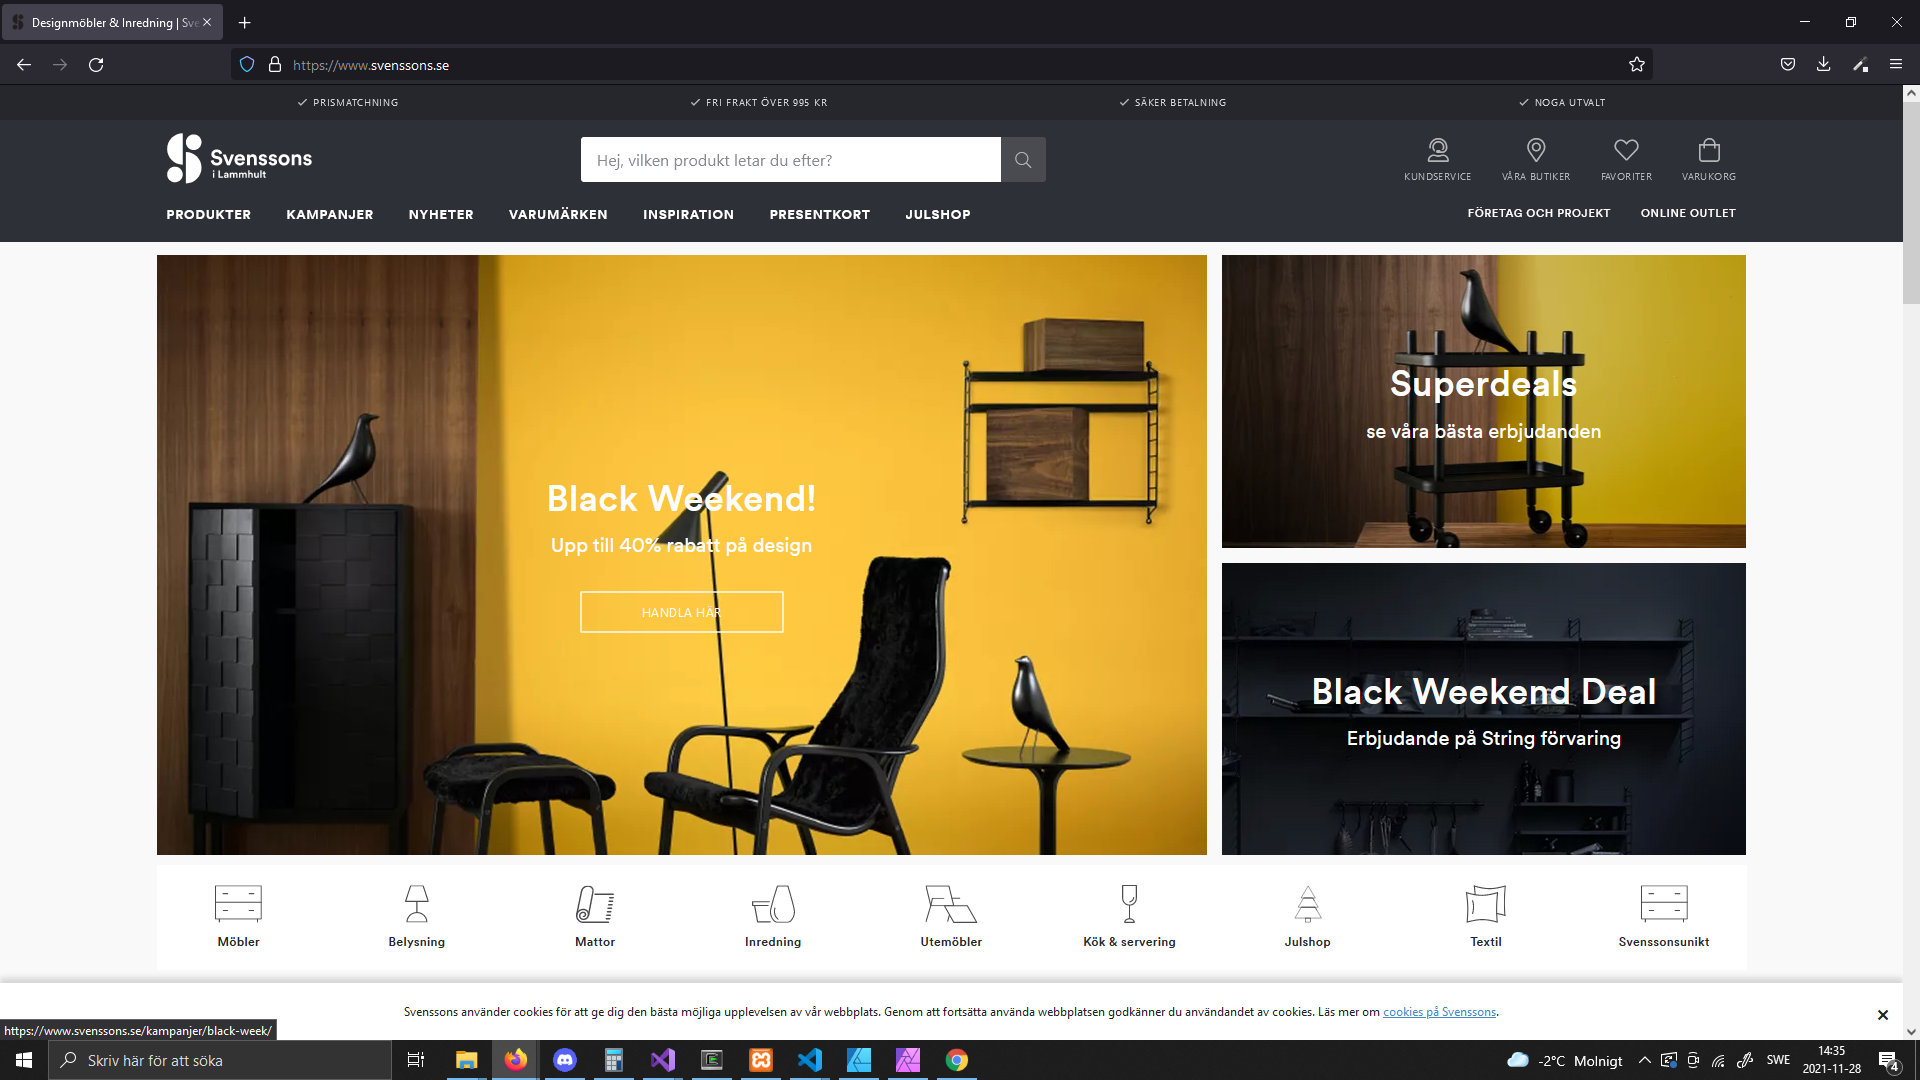 Designmöbler & Inredning | Sve
https://www.svenssons.se
PRISMATCHNING
FRI FRAKT ÖVER 995 KR
SÄKER BETALNING
NOGA UTVALT
Svenssons
i Lammhult
Hej, vilken produkt letar du efter?
KUNDSERVICE
VÅRA BUTIKER
FAVORITER
VARUKORG
PRODUKTER
KAMPANJER
NYHETER
VARUMÄRKEN
INSPIRATION
PRESENTKORT
JULSHOP
FÖRETAG OCH PROJEKT
ONLINE OUTLET
Black Weekend!
Upp till 40% rabatt på design
HANDLA HÄR
Superdeals
se våra bästa erbjudanden
Black Weekend Deal
Erbjudande på String förvaring
Möbler
Belysning
Mattor
Inredning
Utemöbler
Kök & servering
Julshop
Textil
Svenssonsunikt
Svenssons använder cookies för att ge dig den bästa möjliga upplevelsen av vår webbplats. Genom att fortsätta använda webbplatsen godkänner du användandet av cookies. Läs mer om cookies på Svenssons.
https://www.svenssons.se/kampanjer/black-week/
Skriv här för att söka
-2°C Molnigt
SWE
14:35
2021-11-28
4